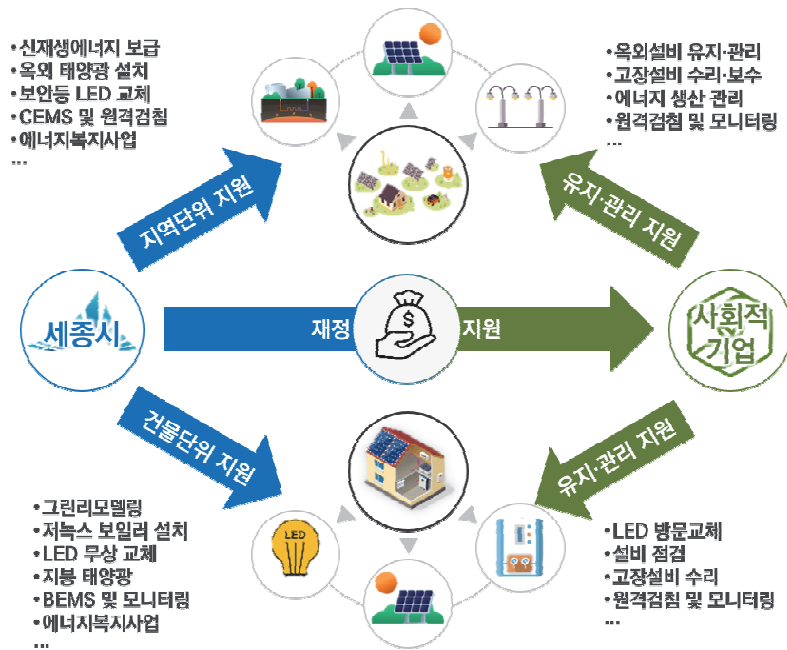 •신재생에너지 보급
•옥외 태양광 설치
•보안등 LED 교체
•CEMS 및 원격검침
•에너지복지사업
...
•옥외설비 유지·관리
•고장설비 수리·보수
•에너지 생산 관리
•원격검침 및 모니터링
...
지역단위 지원
유지·관리 지원
세종시
재정 지원
$
사회적
기업
건물단위 지원
유지·관리 지원
•그린리모델링
•저녹스 보일러 설치
•LED 무상 교체
•지붕 태양광
•BEMS 및 모니터링
•에너지복지사업
...
LED
•LED 방문교체
•설비 점검
•고장설비 수리
•원격검침 및 모니터링
...